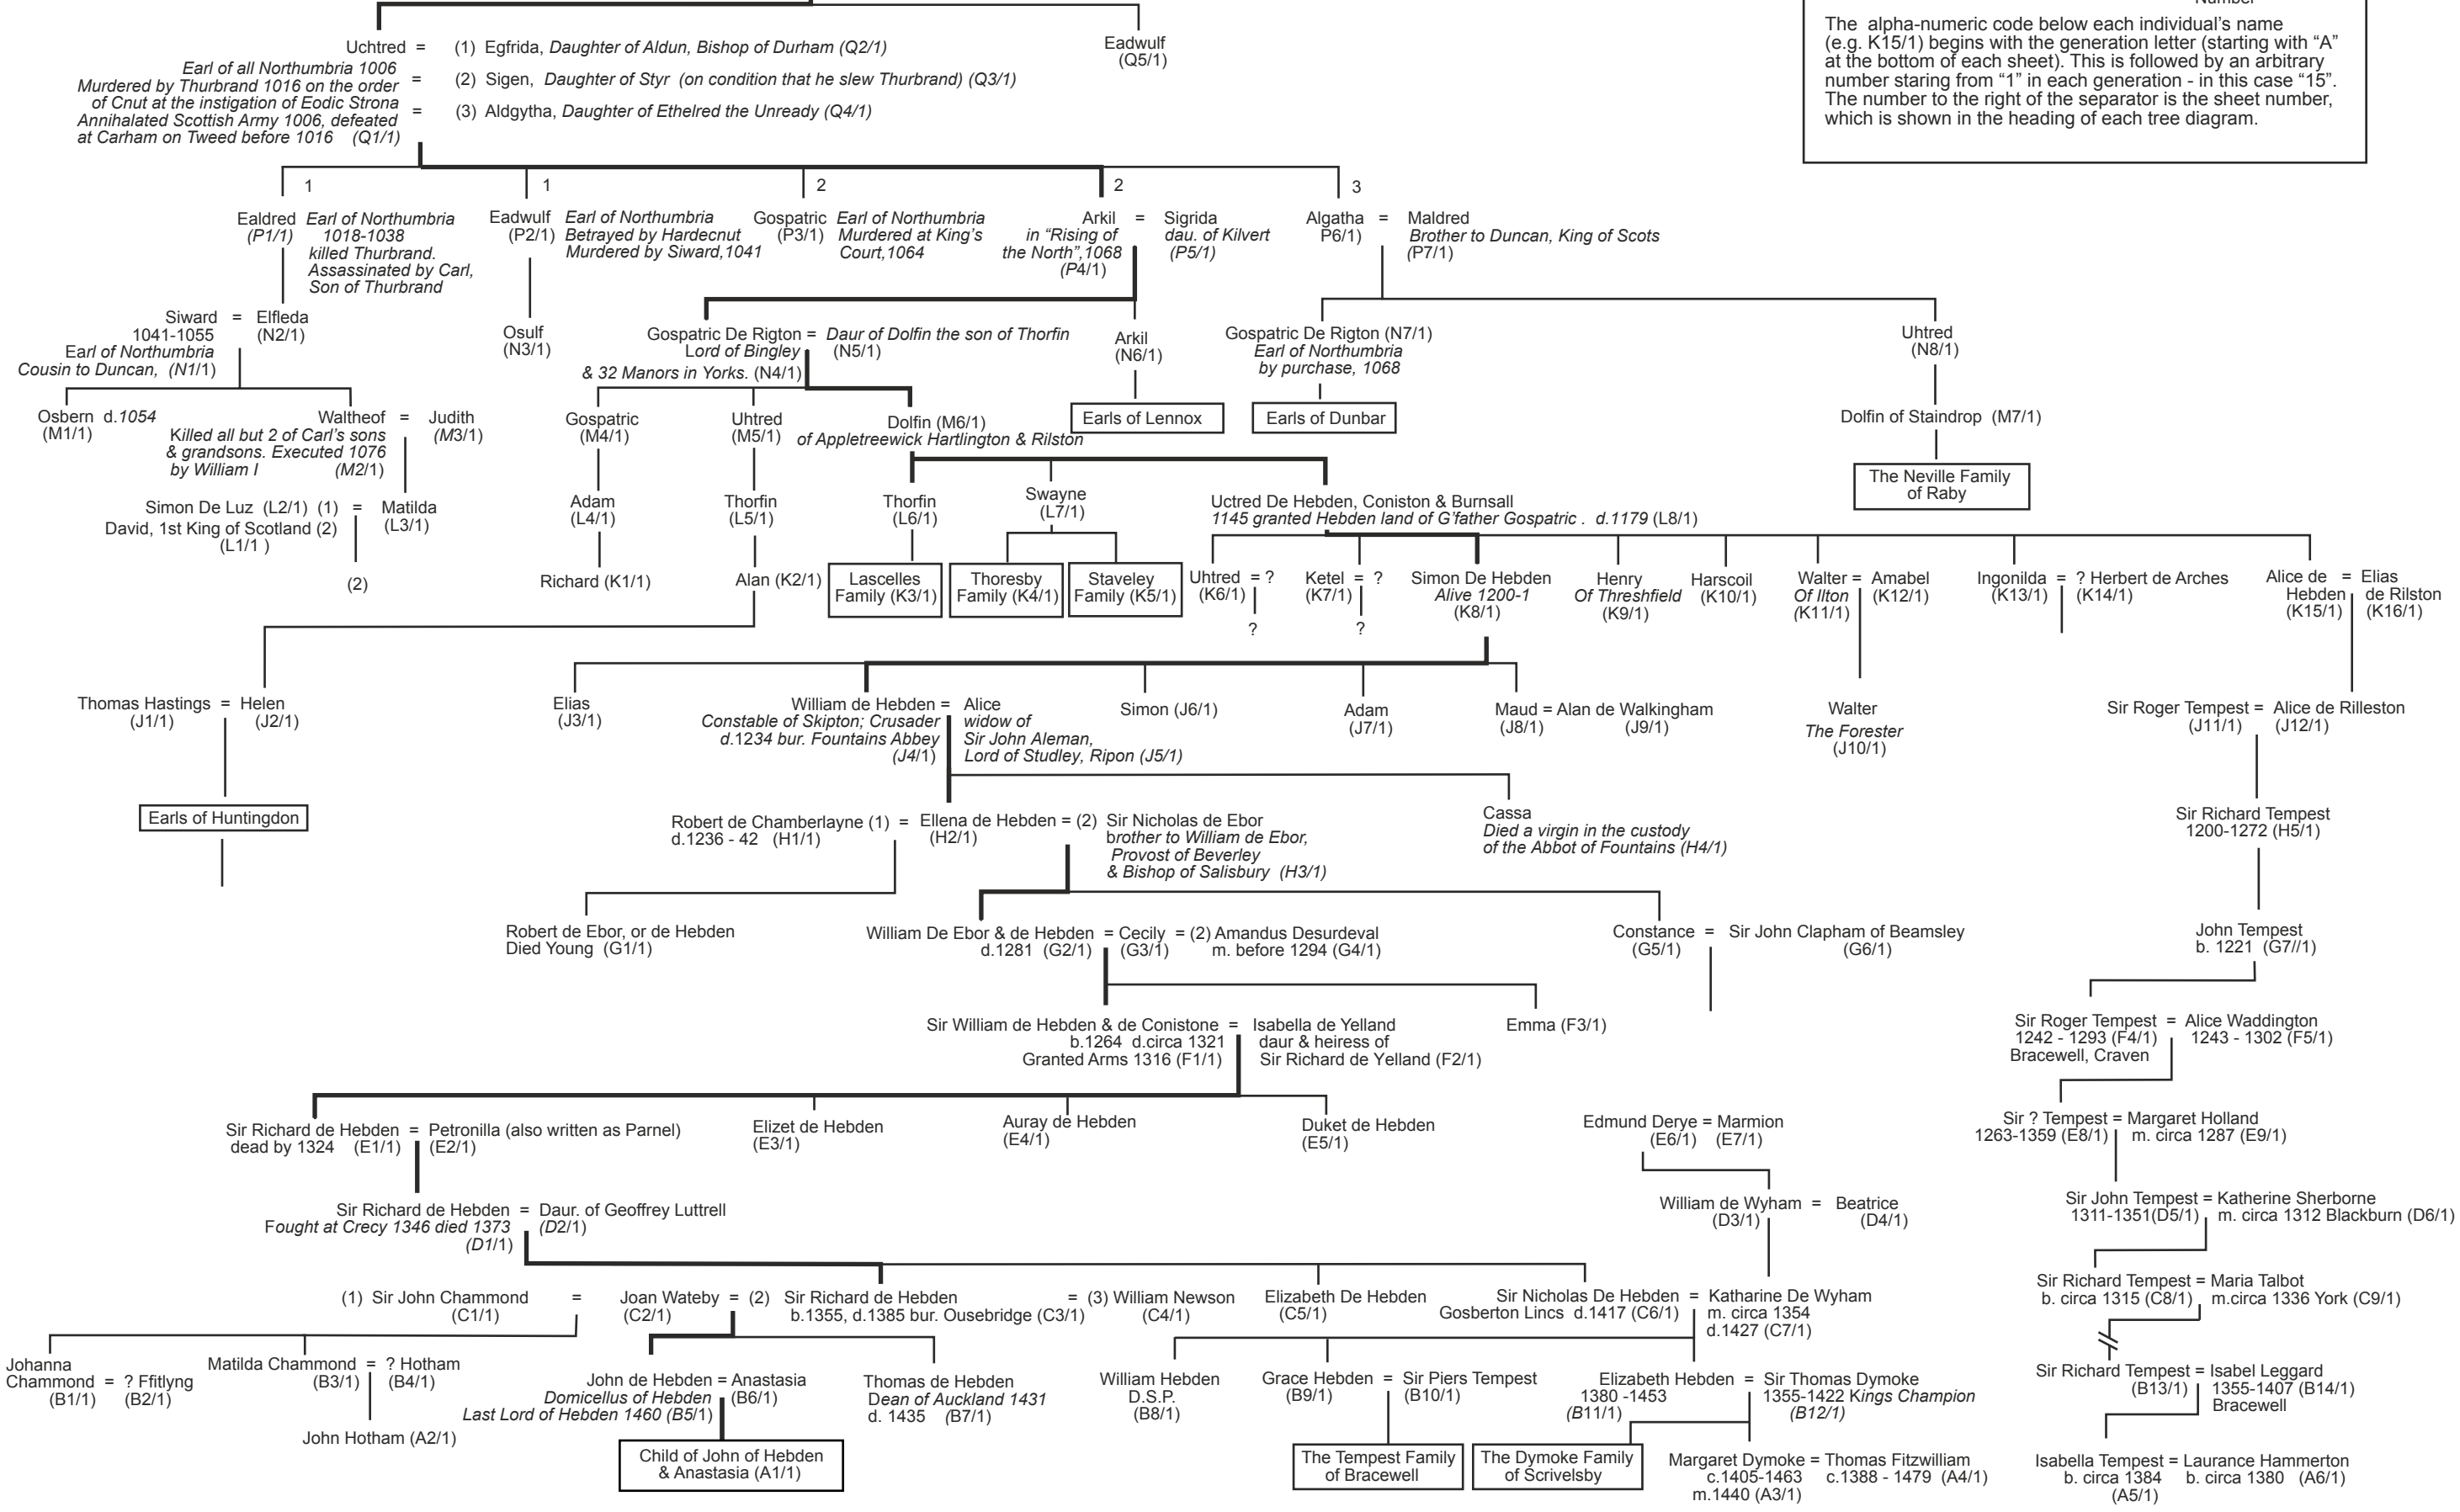 Number
The alpha-numeric code below each individual's name
(e.g. K15/1) begins with the generation letter (starting with “A”
at the bottom of each sheet). This is followed by an arbitrary
number staring from “1” in each generation - in this case “15”.
The number to the right of the separator is the sheet number,
which is shown in the heading of each tree diagram.
Uchtred =
Earl of all Northumbria 1006
Murdered by Thurbrand 1016 on the order =
of Cnut at the instigation of Eodic Strona
Annihalated Scottish Army 1006, defeated =
at Carham on Tweed before 1016 (Q1/1)
(1) Egfrida, Daughter of Aldun, Bishop of Durham (Q2/1)
(2) Sigen, Daughter of Styr (on condition that he slew Thurbrand) (Q3/1)
(3) Aldgytha, Daughter of Ethelred the Unready (Q4/1)
Eadwulf
(Q5/1)
1
1
2
2
3
Ealdred
(P1/1)
Earl of Northumbria
1018-1038
killed Thurbrand.
Assassinated by Carl,
Son of Thurbrand
Eadwulf
(P2/1)
Earl of Northumbria
Betrayed by Hardecnut
Murdered by Siward,1041
Gospatric
(P3/1)
Earl of Northumbria
Murdered at King's
Court,1064
Arkil =
in “Rising of
the North”,1068
(P4/1)
Sigrida
dau. of Kilvert
(P5/1)
Algatha =
P6/1)
Maldred
Brother to Duncan, King of Scots
(P7/1)
Siward =
1041-1055
Earl of Northumbria
Cousin to Duncan, (N1/1)
Elfleda
(N2/1)
Osulf
(N3/1)
Gospatric De Rigton =
Lord of Bingley
& 32 Manors in Yorks. (N4/1)
Daur of Dolfin the son of Thorfin
(N5/1)
Arkil
(N6/1)
Gospatric De Rigton (N7/1)
Earl of Northumbria
by purchase, 1068
Uhtred
(N8/1)
Osbern d.1054
(M1/1)
Waltheof =
Killed all but 2 of Carl's sons
& grandsons. Executed 1076
by William I (M2/1)
Judith
(M3/1)
Gospatric
(M4/1)
Uhtred
(M5/1)
Dolfin (M6/1)
of Appletreewick Hartlington & Rilston
Earls of Lennox
Earls of Dunbar
Dolfin of Staindrop (M7/1)
The Neville Family
of Raby
Simon De Luz (L2/1) (1) =
David, 1st King of Scotland (2)
(L1/1 )
Matilda
(L3/1)
(2)
Adam
(L4/1)
Thorfin
(L5/1)
Thorfin
(L6/1)
Swayne
(L7/1)
Uctred De Hebden, Coniston & Burnsall
1145 granted Hebden land of G'father Gospatric . d.1179 (L8/1)
Richard (K1/1)
Alan (K2/1)
Lascelles
Family (K3/1)
Thoresby
Family (K4/1)
Staveley
Family (K5/1)
Uhtred = ?
(K6/1)
?
Ketel = ?
(K7/1)
?
Simon De Hebden
Alive 1200-1
(K8/1)
Henry
Of Threshfield
(K9/1)
Harscoil
(K10/1)
Walter =
Of Ilton
(K11/1)
Amabel
(K12/1)
Ingonilda =
(K13/1)
? Herbert de Arches
(K14/1)
Alice de =
Hebden
(K15/1)
Elias
de Rilston
(K16/1)
Thomas Hastings =
(J1/1)
Helen
(J2/1)
Elias
(J3/1)
William de Hebden =
Constable of Skipton; Crusader
d.1234 bur. Fountains Abbey
(J4/1)
Alice
widow of
Sir John Aleman,
Lord of Studley, Ripon (J5/1)
Simon (J6/1)
Adam
(J7/1)
Maud =
(J8/1)
Alan de Walkingham
(J9/1)
Walter
The Forester
(J10/1)
Sir Roger Tempest =
(J11/1)
Alice de Rilleston
(J12/1)
Earls of Huntingdon
Robert de Chamberlayne (1) =
d.1236 - 42 (H1/1)
Ellena de Hebden = (2)
(H2/1)
Sir Nicholas de Ebor
brother to William de Ebor,
Provost of Beverley
& Bishop of Salisbury (H3/1)
Cassa
Died a virgin in the custody
of the Abbot of Fountains (H4/1)
Sir Richard Tempest
1200-1272 (H5/1)
Robert de Ebor, or de Hebden
Died Young (G1/1)
William De Ebor & de Hebden =
d.1281 (G2/1)
Cecily = (2)
(G3/1)
Amandus Desurdeval
m. before 1294 (G4/1)
Constance =
(G5/1)
Sir John Clapham of Beamsley
(G6/1)
John Tempest
b. 1221 (G7//1)
Sir William de Hebden & de Conistone =
b.1264 d.circa 1321
Granted Arms 1316 (F1/1)
Isabella de Yelland
daur & heiress of
Sir Richard de Yelland (F2/1)
Emma (F3/1)
Sir Roger Tempest =
1242 - 1293 (F4/1)
Bracewell, Craven
Alice Waddington
1243 - 1302 (F5/1)
Sir Richard de Hebden =
dead by 1324 (E1/1)
Petronilla (also written as Parnel)
(E2/1)
Elizet de Hebden
(E3/1)
Auray de Hebden
(E4/1)
Duket de Hebden
(E5/1)
Edmund Derye =
(E6/1)
Marmion
(E7/1)
Sir ? Tempest =
1263-1359 (E8/1)
Margaret Holland
m. circa 1287 (E9/1)
Sir Richard de Hebden =
Fought at Crecy 1346 died 1373
(D1/1)
Daur. of Geoffrey Luttrell
(D2/1)
William de Wyham =
(D3/1)
Beatrice
(D4/1)
Sir John Tempest =
1311-1351(D5/1)
Katherine Sherborne
m. circa 1312 Blackburn (D6/1)
(1) Sir John Chammond =
(C1/1)
Joan Wateby = (2)
(C2/1)
Sir Richard de Hebden
b.1355, d.1385 bur. Ousebridge (C3/1)
= (3) William Newson
(C4/1)
Elizabeth De Hebden
(C5/1)
Sir Nicholas De Hebden =
Gosberton Lincs d.1417 (C6/1)
Katharine De Wyham
m. circa 1354
d.1427 (C7/1)
Sir Richard Tempest =
b. circa 1315 (C8/1)
Maria Talbot
m.circa 1336 York (C9/1)
Johanna
Chammond =
(B1/1)
? Ffitlyng
(B2/1)
Matilda Chammond =
(B3/1)
? Hotham
(B4/1)
John de Hebden =
Domicellus of Hebden
Last Lord of Hebden 1460 (B5/1)
Anastasia
(B6/1)
Thomas de Hebden
Dean of Auckland 1431
d. 1435 (B7/1)
William Hebden
D.S.P.
(B8/1)
Grace Hebden =
(B9/1)
Sir Piers Tempest
(B10/1)
Elizabeth Hebden =
1380 -1453
(B11/1)
Sir Thomas Dymoke
1355-1422 Kings Champion
(B12/1)
Sir Richard Tempest =
(B13/1)
Isabel Leggard
1355-1407 (B14/1)
Bracewell
John Hotham (A2/1)
Child of John of Hebden
& Anastasia (A1/1)
The Tempest Family
of Bracewell
The Dymoke Family
of Scrivelsby
Margaret Dymoke =
c.1405-1463
m.1440 (A3/1)
Thomas Fitzwilliam
c.1388 - 1479 (A4/1)
Isabella Tempest =
b. circa 1384
(A5/1)
Laurance Hammerton
b. circa 1380 (A6/1)